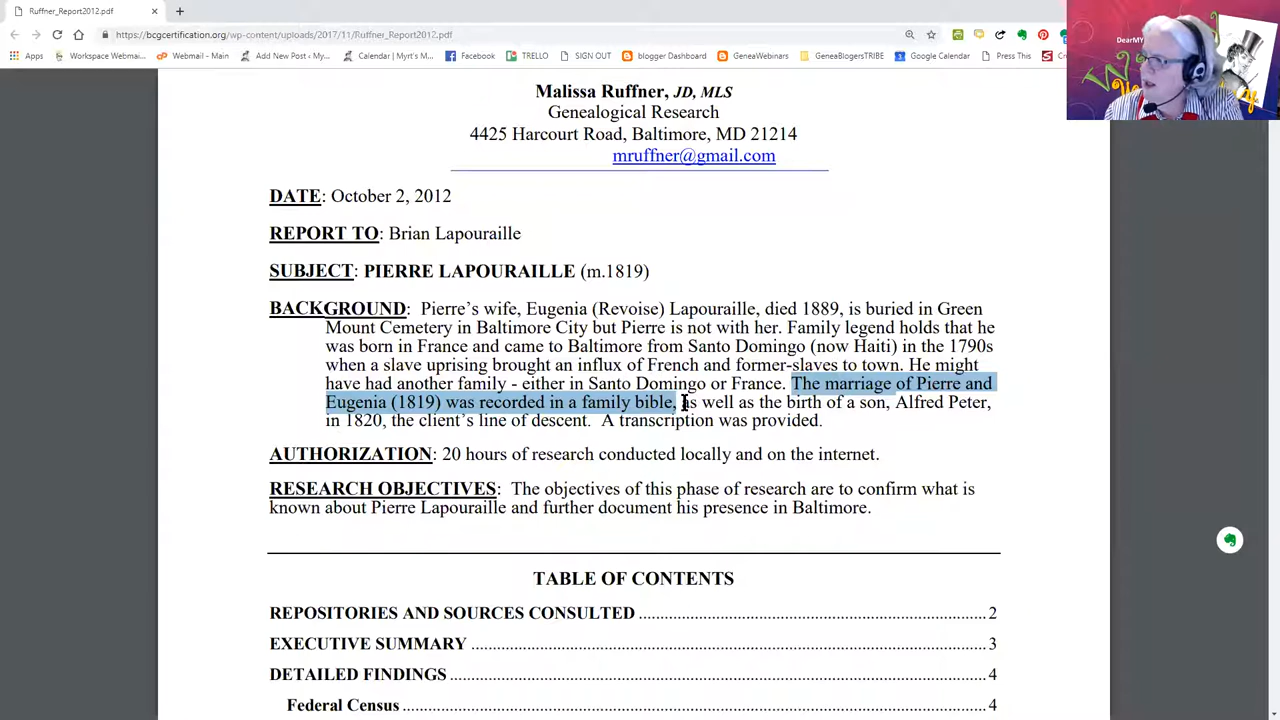 Ruffner_Report2012.pdf
https://bcgcertification.org/wp-content/uploads/2017/11/Ruffner_Report2012.pdf
Apps Workspace Webmai... Webmail - Main Add New Post - My... Calendar | Myrt's M... Facebook TRELLO SIGN OUT blogger Dashboard GeneaWebinars GeneaBloggersTRIBE Google Calendar Press This
DearMY
Malissa Ruffner, JD, MLS
Genealogical Research
4425 Harcourt Road, Baltimore, MD 21214
mruffner@gmail.com
DATE: October 2, 2012
REPORT TO: Brian Lapouraille
SUBJECT: PIERRE LAPOURAILLE (m.1819)
BACKGROUND: Pierre's wife, Eugenia (Revoise) Lapouraille, died 1889, is buried in Green
Mount Cemetery in Baltimore City but Pierre is not with her. Family legend holds that he
was born in France and came to Baltimore from Santo Domingo (now Haiti) in the 1790s
when a slave uprising brought an influx of French and former-slaves to town. He might
have had another family - either in Santo Domingo or France. The marriage of Pierre and
Eugenia (1819) was recorded in a family bible, as well as the birth of a son, Alfred Peter,
in 1820, the client's line of descent. A transcription was provided.
AUTHORIZATION: 20 hours of research conducted locally and on the internet.
RESEARCH OBJECTIVES: The objectives of this phase of research are to confirm what is
known about Pierre Lapouraille and further document his presence in Baltimore.
TABLE OF CONTENTS
REPOSITORIES AND SOURCES CONSULTED 2
EXECUTIVE SUMMARY 3
DETAILED FINDINGS 4
Federal Census 4